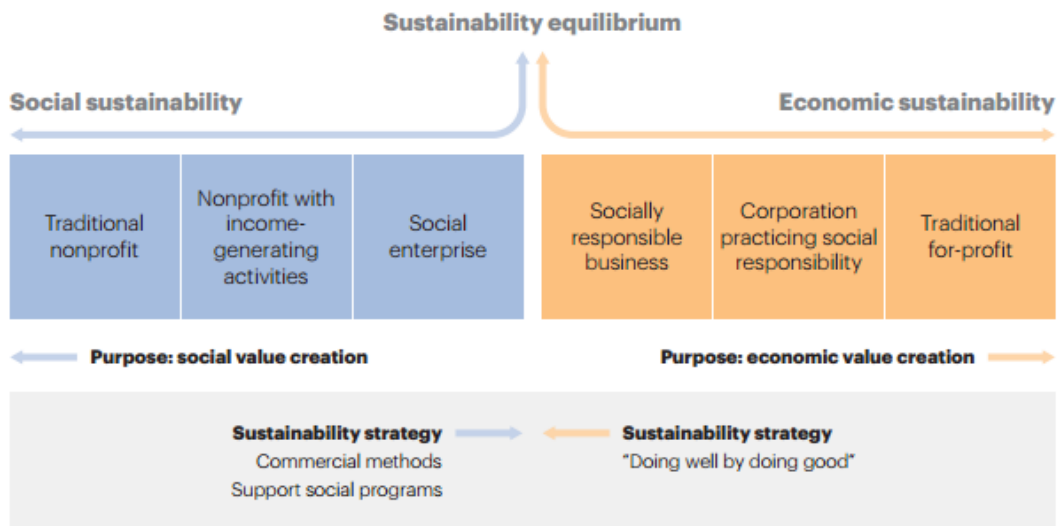 Sustainability equilibrium
Social sustainability
Economic sustainability
Traditional
nonprofit
Nonprofit with
income-
generating
activities
Social
enterprise
Socially
responsible
business
Corporation
practicing social
responsibility
Traditional
for-profit
Purpose: social value creation
Purpose: economic value creation
Sustainability strategy
Commercial methods
Support social programs
Sustainability strategy
“Doing well by doing good”